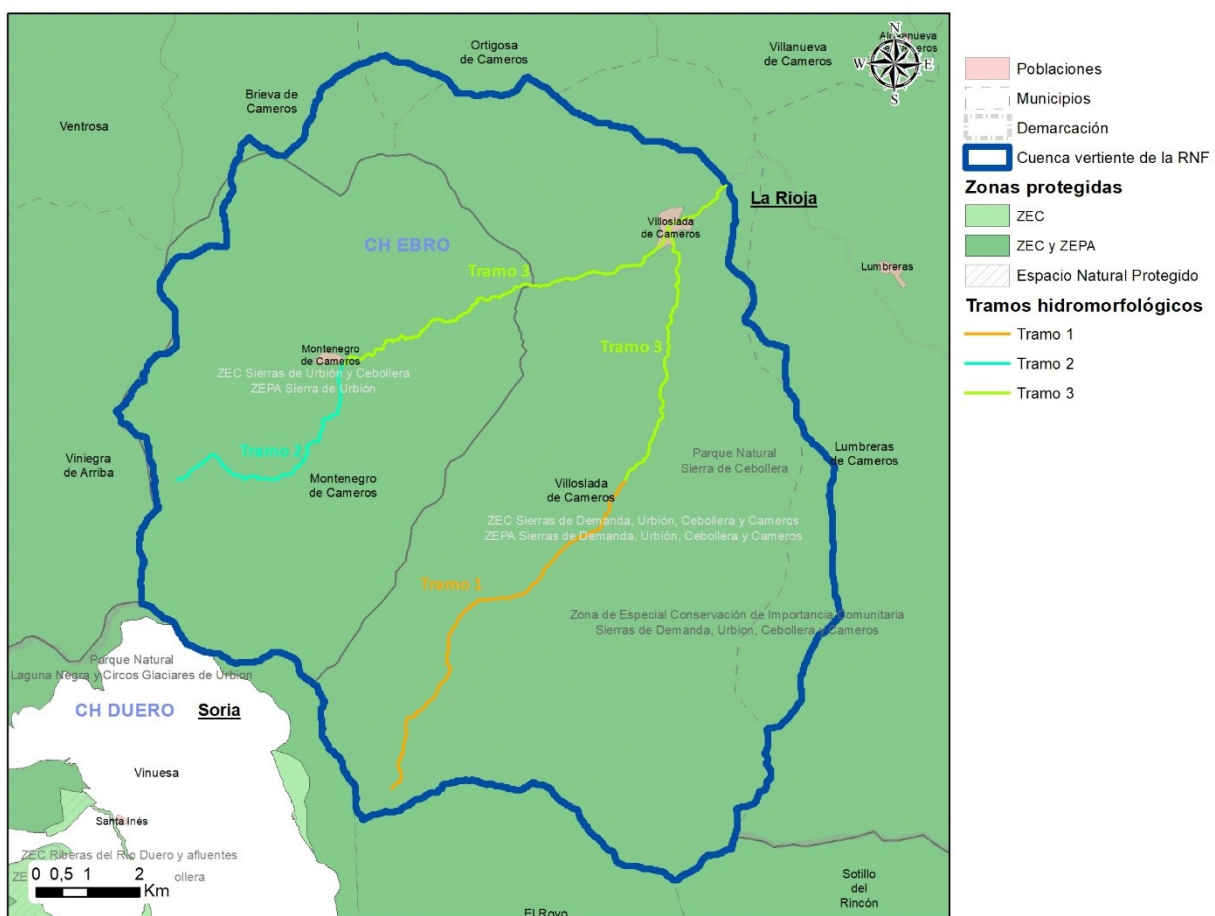 Ortigosa
de Cameros
Villanueva
de Cameros
N
W
E
S
Brieva de
Cameros
Ventrosa
La Rioja
Villoslada
de Cameros
CH EBRO
Lumbreras
Tramo 3
Tramo 3
Montenegro
de Cameros
ZEC Sierras de Urbión y Cebollera
ZEPA Sierra de Urbión
Tramo 2
Viniegra
de Arriba
Montenegro
de Cameros
Parque Natural
Sierra de Cebollera
Lumbreras
de Cameros
Villoslada
de Cameros
ZEC Sierras de Demanda, Urbión, Cebollera y Cameros
ZEPA Sierras de Demanda, Urbión, Cebollera y Cameros
Tramo 1
Zona de Especial Conservación de Importancia Comunitaria
Sierras de Demanda, Urbion, Cebollera y Cameros
Parque Natural
Laguna Negra y Circos Glaciares de Urbion
CH DUERO
Soria
Vinuesa
Santa Inés
ZEC Riberas del Río Duero y afluentes
0 0,5 1 2
Km
Sotillo
del
Rincón
El Royo
Poblaciones
Municipios
Demarcación
Cuenca vertiente de la RNF
Zonas protegidas
ZEC
ZEC y ZEPA
Espacio Natural Protegido
Tramos hidromorfológicos
Tramo 1
Tramo 2
Tramo 3